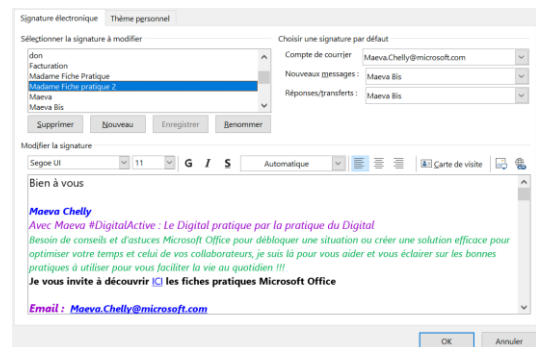 Signature électronique Thème personnel
Sélectionner la signature à modifier
Choisir une signature par défaut
don
Facturation
Madame Fiche Pratique
Madame Fiche pratique 2
Maeva
Maeva Bis
Compte de courrier Maeva.Chelly@microsoft.com
Nouveaux messages : Maeva Bis
Réponses/transferts : Maeva Bis
Supprimer Nouveau Enregistrer Renommer
Modifier la signature
Segoe UI 11 G I S Automatique Carte de visite
Bien à vous
Maeva Chelly
Avec Maeva #DigitalActive : Le Digital pratique par la pratique du Digital
Besoin de conseils et d'astuces Microsoft Office pour débloquer une situation ou créer une solution efficace pour
optimiser votre temps et celui de vos collaborateurs, je suis là pour vous aider et vous éclairer sur les bonnes
pratiques à utiliser pour vous faciliter la vie au quotidien !!!
Je vous invite à découvrir ICI les fiches pratiques Microsoft Office
Email : Maeva.Chelly@microsoft.com
OK Annuler